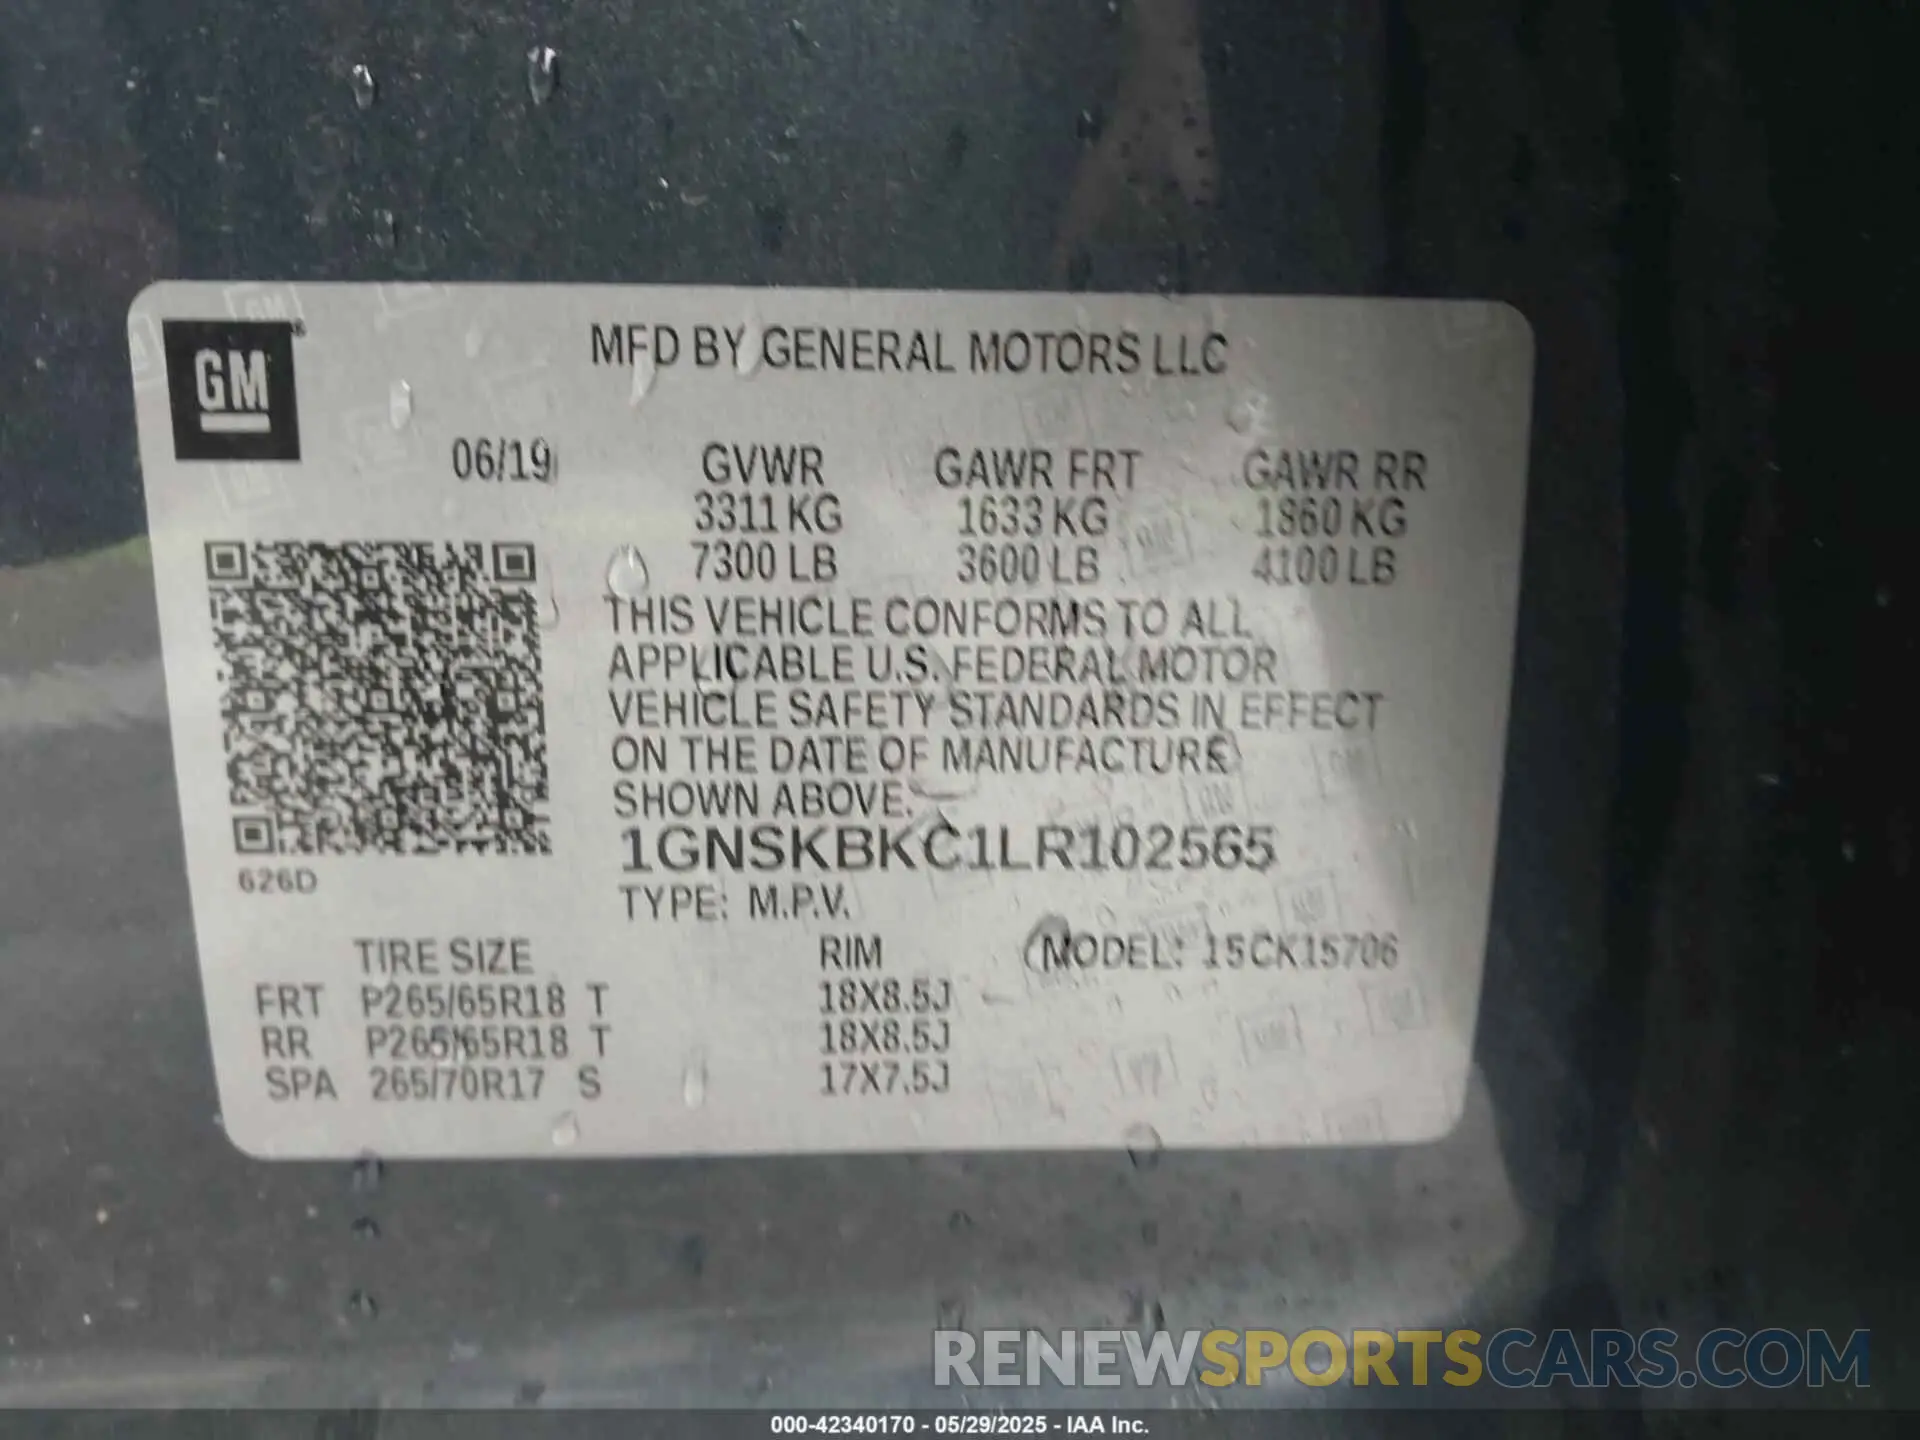 GM®
MFD BY GENERAL MOTORS LLC
06/19 GVWR GAWR FRT GAWR RR
3311 KG 1633 KG 1860 KG
7300 LB 3600 LB 4100 LB
THIS VEHICLE CONFORMS TO ALL
APPLICABLE U.S. FEDERAL MOTOR
VEHICLE SAFETY STANDARDS IN EFFECT
ON THE DATE OF MANUFACTURE
SHOWN ABOVE.
1GNSKBKC1LR102565
626D
TYPE: M.P.V.
TIRE SIZE RIM MODEL: 15CK15706
FRT P265/65R18 T 18X8.5J
RR P265/65R18 T 18X8.5J
SPA 265/70R17 S 17X7.5J
RENEWSPORTSCARS.COM
000-42340170 - 05/29/2025 - IAA Inc.